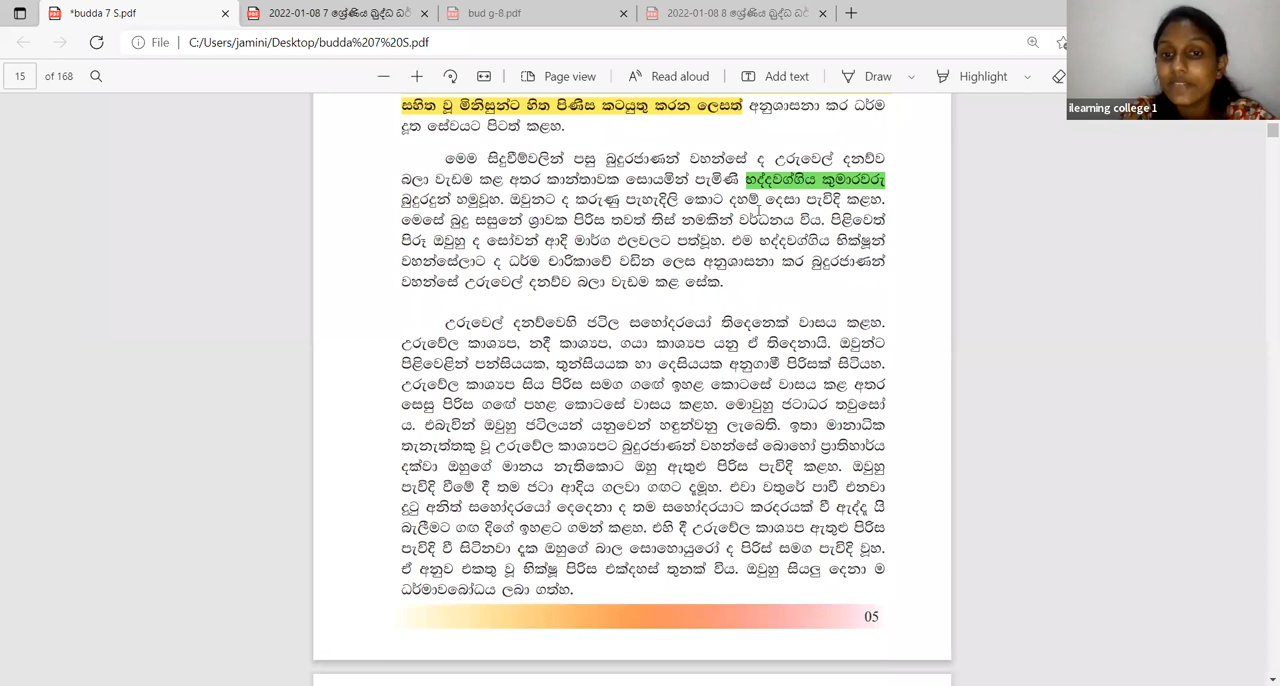 *budda 7 S.pdf
2022-01-08 7 ශ්‍රේණිය බුද්ධ ධර්
bud g-8.pdf
2022-01-08 8 ශ්‍රේණිය බුද්ධ ධර්
File C:/Users/jamini/Desktop/budda%207%20S.pdf
15 of 168 Page view Read aloud Add text Draw Highlight
ilearning college 1
සහිත වූ මිනිසුන්ට හිත පිණිස කටයුතු කරන ලෙසත් අනුශාසනා කර ධර්ම
දූත සේවයට පිටත් කළහ.
මෙම සිදුවීම්වලින් පසු බුදුරජාණන් වහන්සේ ද උරුවෙල් දනව්ව
බලා වැඩම කළ අතර කාන්තාවක සොයමින් පැමිණි භද්දවග්ගිය කුමාරවරු
බුදුරදුන් හමුවූහ. ඔවුනට ද කරුණු පැහැදිලි කොට දහම් දෙසා පැවිදි කළහ.
මෙසේ බුදු සසුනේ ශ්‍රාවක පිරිස තවත් තිස් නමකින් වර්ධනය විය. පිළිවෙත්
පිරූ ඔවුහු ද සෝවන් ආදි මාර්ග ඵලවලට පත්වූහ. එම භද්දවග්ගිය භික්ෂූන්
වහන්සේලාට ද ධර්ම චාරිකාවේ වඩින ලෙස අනුශාසනා කර බුදුරජාණන්
වහන්සේ උරුවෙල් දනව්ව බලා වැඩම කළ සේක.
උරුවෙල් දනව්වෙහි ජටිල සහෝදරයෝ තිදෙනෙක් වාසය කළහ.
උරුවේල කාශ්‍යප, නදී කාශ්‍යප, ගයා කාශ්‍යප යනු ඒ තිදෙනායි. ඔවුන්ට
පිළිවෙළින් පන්සියයක, තුන්සියයක හා දෙසියයක අනුගාමී පිරිසක් සිටියහ.
උරුවේල කාශ්‍යප සිය පිරිස සමග ගඟේ ඉහළ කොටසේ වාසය කළ අතර
සෙසු පිරිස ගඟේ පහළ කොටසේ වාසය කළහ. මොවුහු ජටාධර තවුසෝ
ය. එබැවින් ඔවුහු ජටිලයන් යනුවෙන් හඳුන්වනු ලැබෙති. ඉතා මානාධික
තැනැත්තකු වූ උරුවේල කාශ්‍යපට බුදුරජාණන් වහන්සේ බොහෝ ප්‍රාතිහාර්ය
දක්වා ඔහුගේ මානය නැතිකොට ඔහු ඇතුළු පිරිස පැවිදි කළහ. ඔවුහු
පැවිදි වීමේ දී තම ජටා ආදිය ගලවා ගඟට දැමූහ. එවා වතුරේ පාවී එනවා
දුටු අනිත් සහෝදරයෝ දෙදෙනා ද තම සහෝදරයාට කරදරයක් වී ඇද්ද යි
බැලීමට ගඟ දිගේ ඉහළට ගමන් කළහ. එහි දී උරුවේල කාශ්‍යප ඇතුළු පිරිස
පැවිදි වී සිටිනවා දැක ඔහුගේ බාල සොහොයුරෝ ද පිරිස් සමග පැවිදි වූහ.
ඒ අනුව එකතු වූ භික්ෂු පිරිස එක්දහස් තුනක් විය. ඔවුහු සියලු දෙනා ම
ධර්මාවබෝධය ලබා ගත්හ.
05